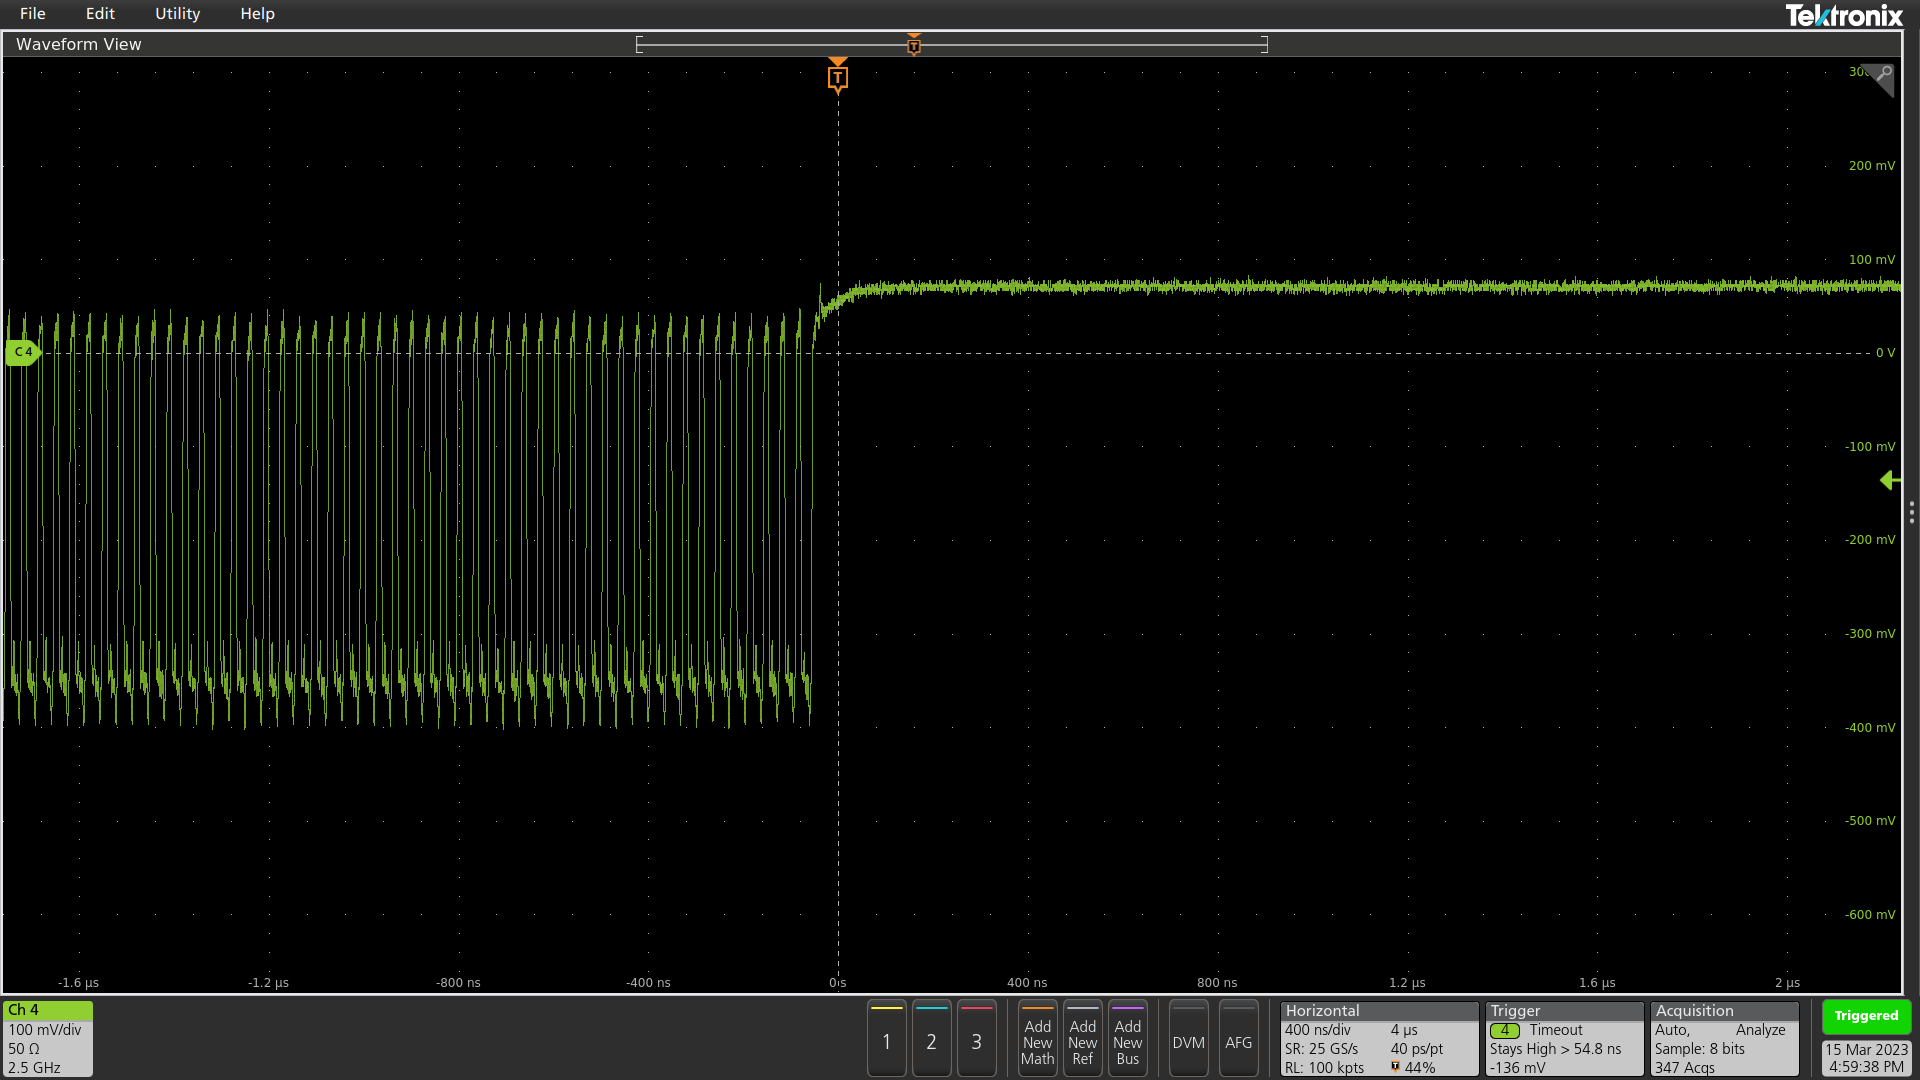 File Edit Utility Help
Tektronix
Waveform View
T
T
200 mV
100 mV
C 4
0 V
-100 mV
-200 mV
-300 mV
-400 mV
-500 mV
-600 mV
-1.6 µs -1.2 µs -800 ns -400 ns 0 s 400 ns 800 ns 1.2 µs 1.6 µs 2 µs
Ch 4
100 mV/div
50 Ω
2.5 GHz
1
2
3
Add
New
Math
Add
New
Ref
Add
New
Bus
DVM
AFG
Horizontal
400 ns/div 4 µs
SR: 25 GS/s 40 ps/pt
RL: 100 kpts T 44%
Trigger
4 Timeout
Stays High > 54.8 ns
-136 mV
Acquisition
Auto, Analyze
Sample: 8 bits
347 Acqs
Triggered
15 Mar 2023
4:59:38 PM